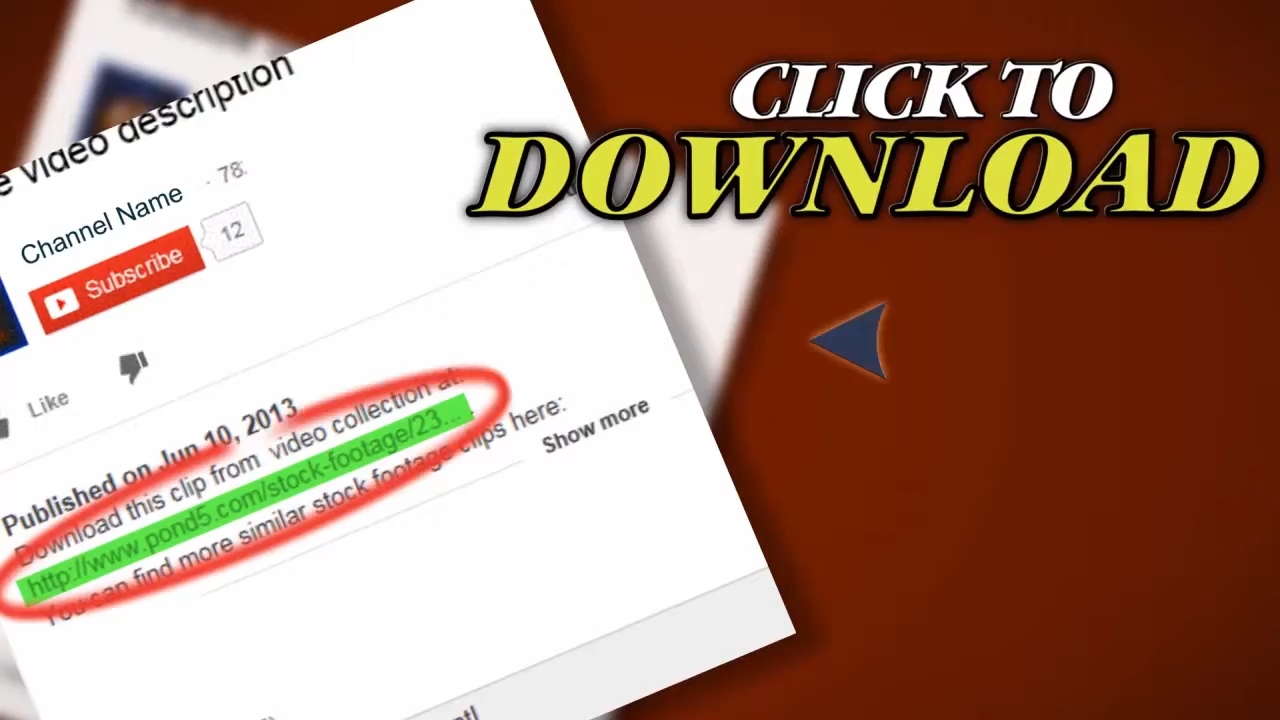 CLICK TO
DOWNLOAD
video description
Channel Name
78
Subscribe
12
Like
Published on Jun 10, 2013
Download this clip from video collection at:
http://www.pond5.com/stock-footage/23...
You can find more similar stock footage clips here:
Show more